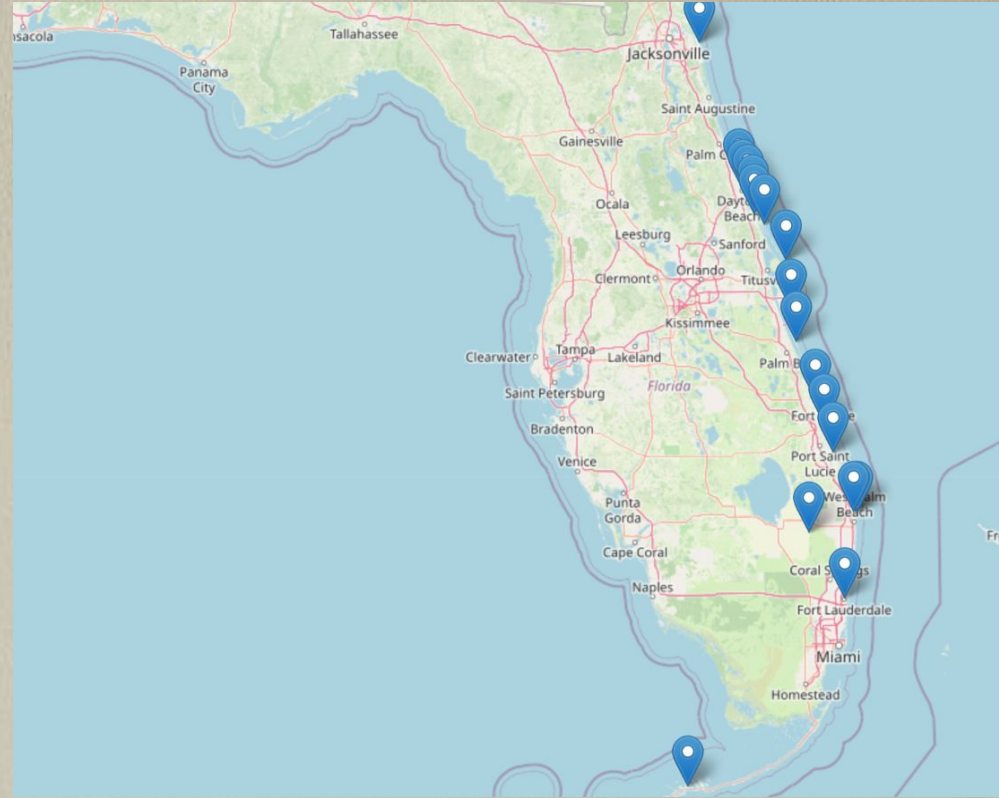 Tallahassee
Jacksonville
Panama
City
Saint Augustine
Gainesville
Palm C
Ocala
Dayt
Beach
Leesburg
Sanford
Orlando
Clermont
Titusv
Kissimmee
Clearwater
Tampa
Lakeland
Palm B
Saint Petersburg
Florida
Bradenton
Fort
Venice
Port Saint
Lucie
Punta
Gorda
West Palm
Beach
Cape Coral
Coral Springs
Naples
Fort Lauderdale
Miami
Homestead